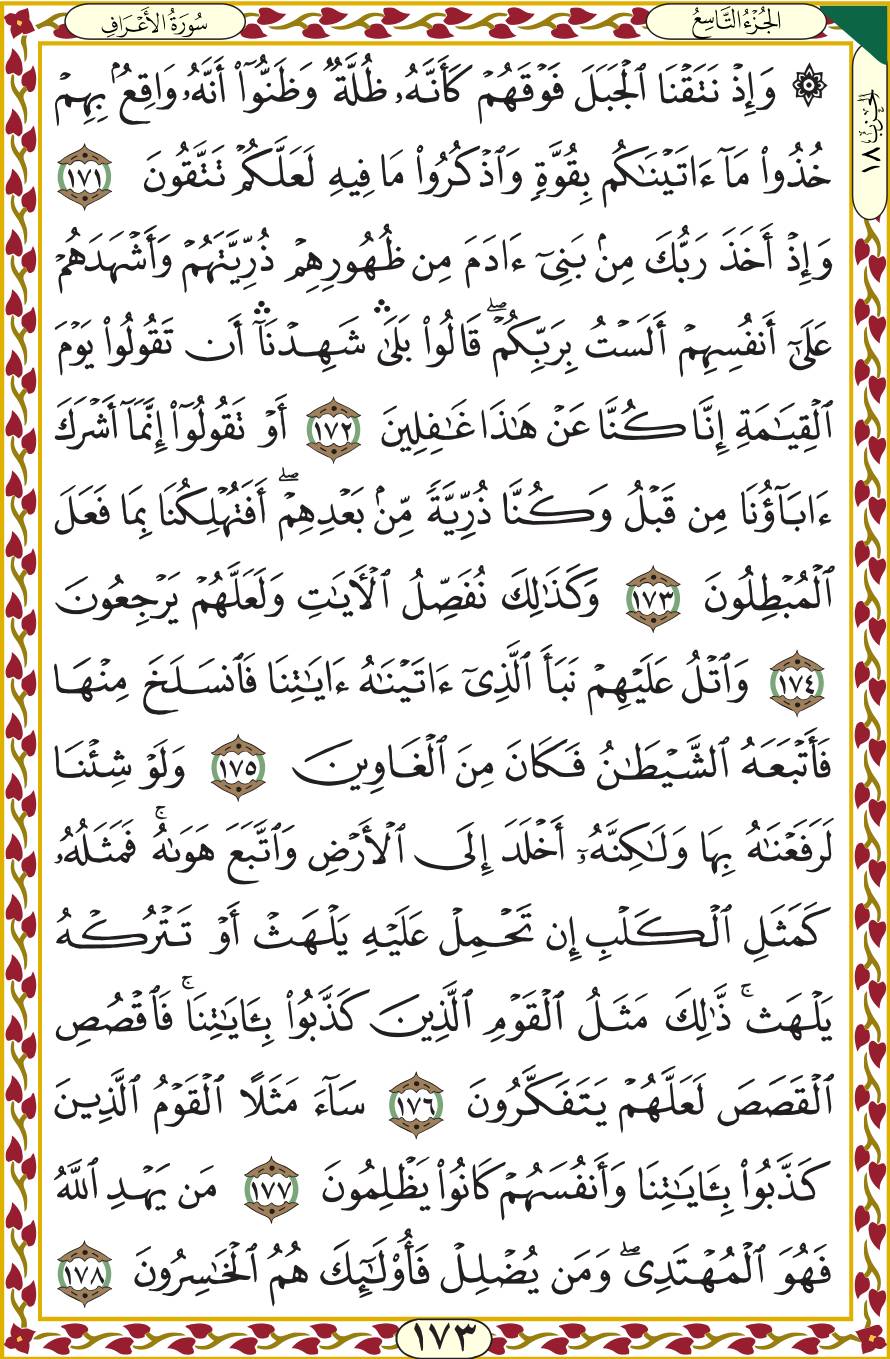 الجُزْءُ التَّاسِعُ
سُورَةُ الأَعْرَافِ
الحِزْبُ ١٨
۞ وَإِذْ نَتَقْنَا ٱلْجَبَلَ فَوْقَهُمْ كَأَنَّهُۥ ظُلَّةٌۭ وَظَنُّوٓا۟ أَنَّهُۥ وَاقِعٌۢ بِهِمْ
خُذُوا۟ مَآ ءَاتَيْنَٰكُم بِقُوَّةٍۢ وَٱذْكُرُوا۟ مَا فِيهِ لَعَلَّكُمْ تَتَّقُونَ ١٧١
وَإِذْ أَخَذَ رَبُّكَ مِنۢ بَنِىٓ ءَادَمَ مِن ظُهُورِهِمْ ذُرِّيَّتَهُمْ وَأَشْهَدَهُمْ
عَلَىٰٓ أَنفُسِهِمْ أَلَسْتُ بِرَبِّكُمْ ۖ قَالُوا۟ بَلَىٰ ۛ شَهِدْنَآ ۛ أَن تَقُولُوا۟ يَوْمَ
ٱلْقِيَٰمَةِ إِنَّا كُنَّا عَنْ هَٰذَا غَٰفِلِينَ ١٧٢ أَوْ تَقُولُوٓا۟ إِنَّمَآ أَشْرَكَ
ءَابَآؤُنَا مِن قَبْلُ وَكُنَّا ذُرِّيَّةًۭ مِّنۢ بَعْدِهِمْ ۖ أَفَتُهْلِكُنَا بِمَا فَعَلَ
ٱلْمُبْطِلُونَ ١٧٣ وَكَذَٰلِكَ نُفَصِّلُ ٱلْءَايَٰتِ وَلَعَلَّهُمْ يَرْجِعُونَ
١٧٤ وَٱتْلُ عَلَيْهِمْ نَبَأَ ٱلَّذِىٓ ءَاتَيْنَٰهُ ءَايَٰتِنَا فَٱنسَلَخَ مِنْهَا
فَأَتْبَعَهُ ٱلشَّيْطَٰنُ فَكَانَ مِنَ ٱلْغَاوِينَ ١٧٥ وَلَوْ شِئْنَا
لَرَفَعْنَٰهُ بِهَا وَلَٰكِنَّهُۥٓ أَخْلَدَ إِلَى ٱلْأَرْضِ وَٱتَّبَعَ هَوَىٰهُ ۚ فَمَثَلُهُۥ
كَمَثَلِ ٱلْكَلْبِ إِن تَحْمِلْ عَلَيْهِ يَلْهَثْ أَوْ تَتْرُكْهُ
يَلْهَث ۚ ذَّٰلِكَ مَثَلُ ٱلْقَوْمِ ٱلَّذِينَ كَذَّبُوا۟ بِـَٔايَٰتِنَا ۚ فَٱقْصُصِ
ٱلْقَصَصَ لَعَلَّهُمْ يَتَفَكَّرُونَ ١٧٦ سَآءَ مَثَلًا ٱلْقَوْمُ ٱلَّذِينَ
كَذَّبُوا۟ بِـَٔايَٰتِنَا وَأَنفُسَهُمْ كَانُوا۟ يَظْلِمُونَ ١٧٧ مَن يَهْدِ ٱللَّهُ
فَهُوَ ٱلْمُهْتَدِى ۖ وَمَن يُضْلِلْ فَأُو۟لَٰٓئِكَ هُمُ ٱلْخَٰسِرُونَ ١٧٨
١٧٣